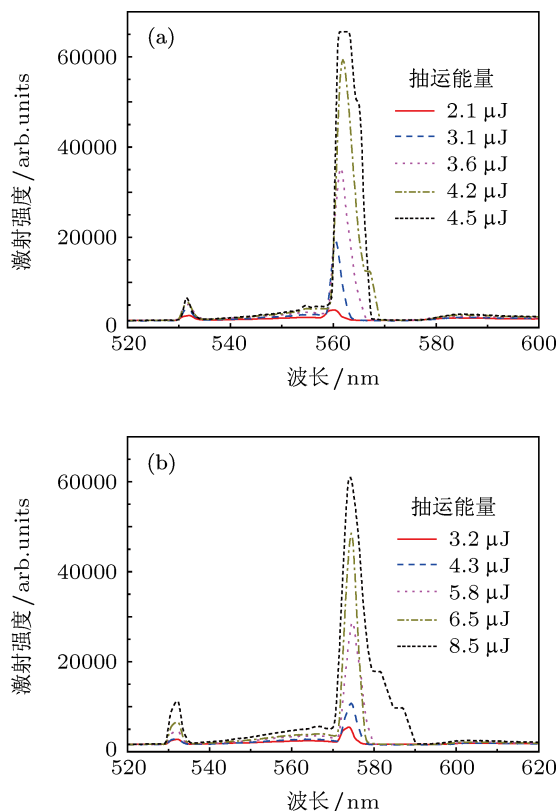 (a)
抽运能量
2.1 μJ
3.1 μJ
3.6 μJ
4.2 μJ
4.5 μJ
激射强度/arb.units
60000
40000
20000
0
520 540 560 580 600
波长/nm
(b)
抽运能量
3.2 μJ
4.3 μJ
5.8 μJ
6.5 μJ
8.5 μJ
激射强度/arb.units
60000
40000
20000
0
520 540 560 580 600 620
波长/nm